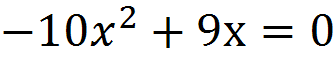 −10x² + 9x = 0